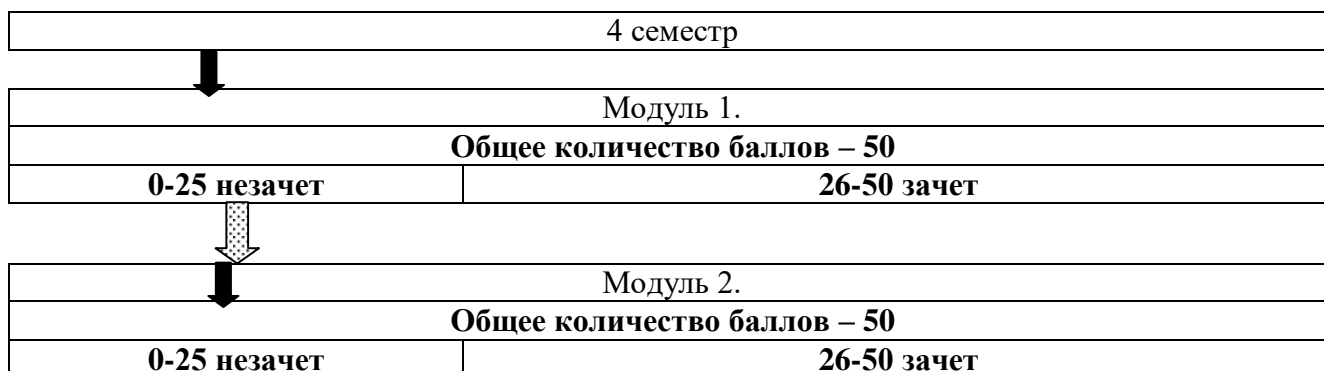 4 семестр
Модуль 1.
Общее количество баллов – 50
0-25 незачет 26-50 зачет
Модуль 2.
Общее количество баллов – 50
0-25 незачет 26-50 зачет